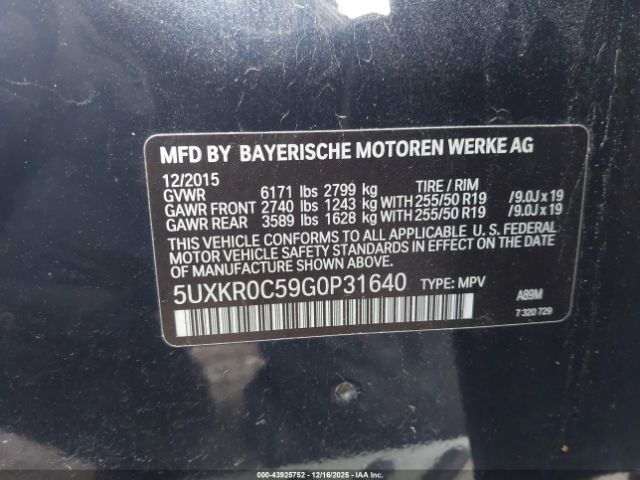 MFD BY BAYERISCHE MOTOREN WERKE AG
12/2015
GVWR 6171 lbs 2799 kg TIRE / RIM
GAWR FRONT 2740 lbs 1243 kg WITH 255/50 R19 /9.0J x 19
GAWR REAR 3589 lbs 1628 kg WITH 255/50 R19 /9.0J x 19
THIS VEHICLE CONFORMS TO ALL APPLICABLE U. S. FEDERAL
MOTOR VEHICLE SAFETY STANDARDS IN EFFECT ON THE
DATE OF MANUFACTURE SHOWN ABOVE.
5UXKR0C59G0P31640 TYPE: MPV
A89M
7 320 729
00-43925752 - 12/16/2025 - IAA Inc.